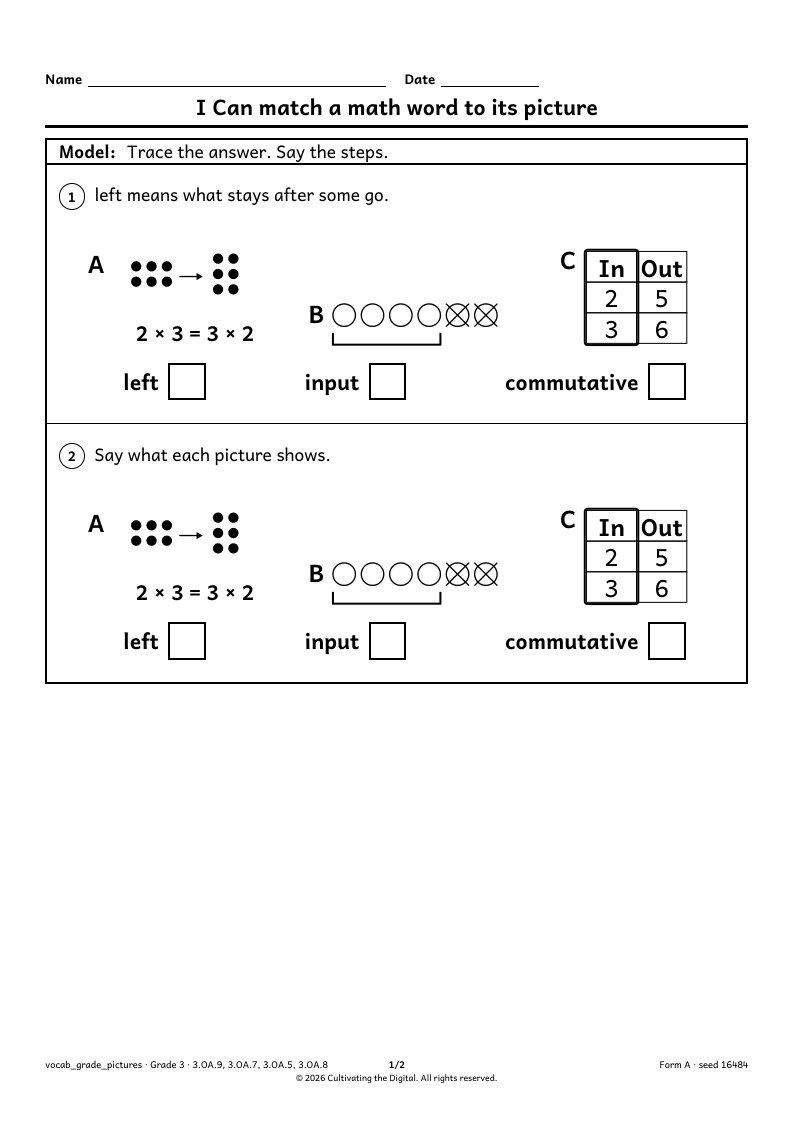 Name Date
I Can match a math word to its picture
Model: Trace the answer. Say the steps.
1 left means what stays after some go.
A
2 × 3 = 3 × 2
B
C
In Out
2 5
3 6
left input commutative
2 Say what each picture shows.
A
2 × 3 = 3 × 2
B
C
In Out
2 5
3 6
left input commutative
vocab_grade_pictures · Grade 3 · 3.OA.9, 3.OA.7, 3.OA.5, 3.OA.8 1/2 Form A · seed 16484
© 2026 Cultivating the Digital. All rights reserved.